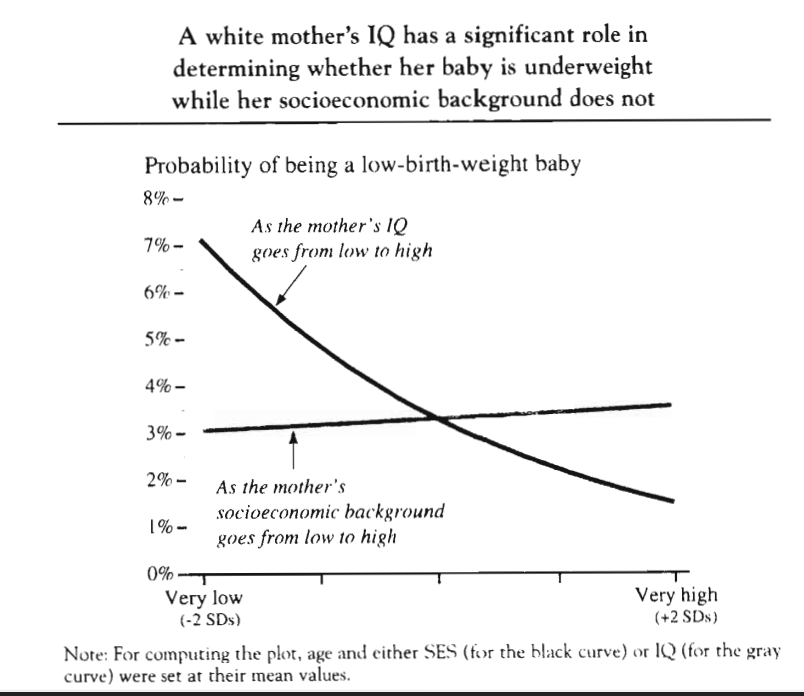 A white mother's IQ has a significant role in
determining whether her baby is underweight
while her socioeconomic background does not
Probability of being a low-birth-weight baby
8%
As the mother's IQ
goes from low to high
7%
6%
5%
4%
3%
2%
As the mother's
socioeconomic background
goes from low to high
1%
0%
Very low
(-2 SDs)
Very high
(+2 SDs)
Note: For computing the plot, age and either SES (for the black curve) or IQ (for the gray
curve) were set at their mean values.